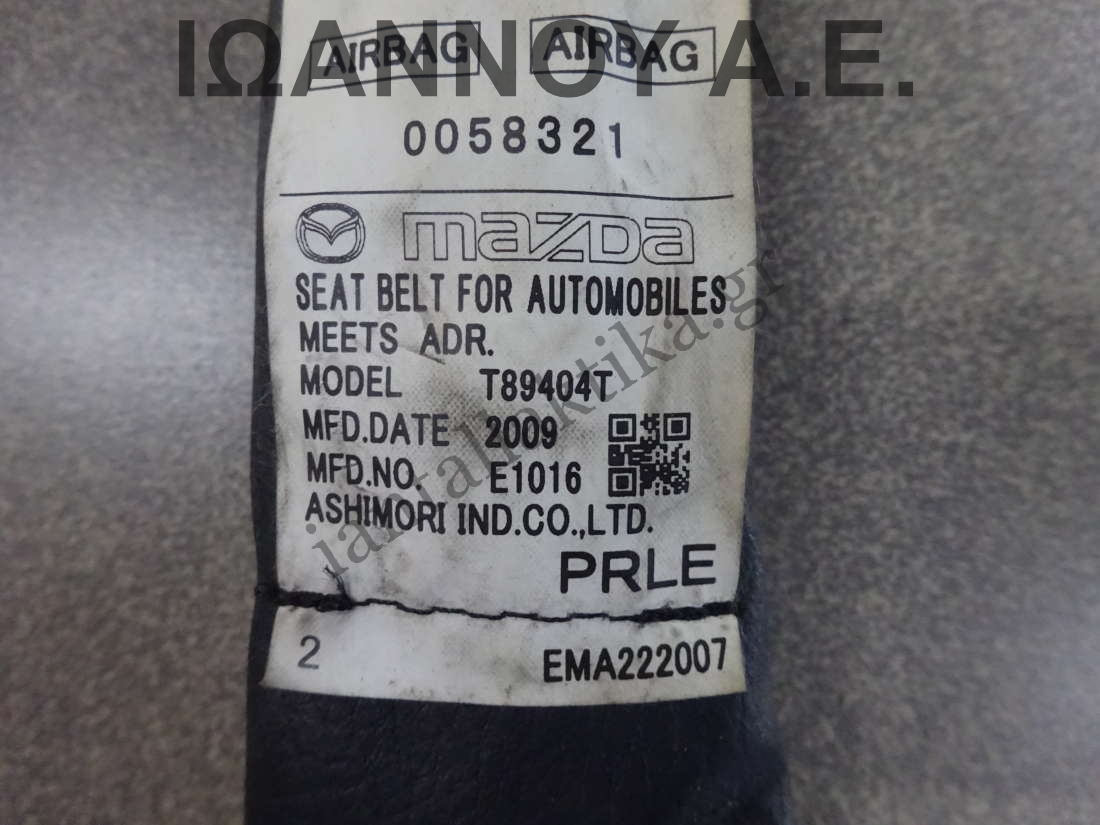 ΙΩΑΝΝΟΥ Α.Ε.
AIRBAG AIRBAG
0058321
mazda
SEAT BELT FOR AUTOMOBILES
MEETS ADR.
MODEL T89404T
MFD.DATE 2009
MFD.NO. E1016
ASHIMORI IND.CO.,LTD.
PRLE
2 EMA222007
iantalaktika.gr